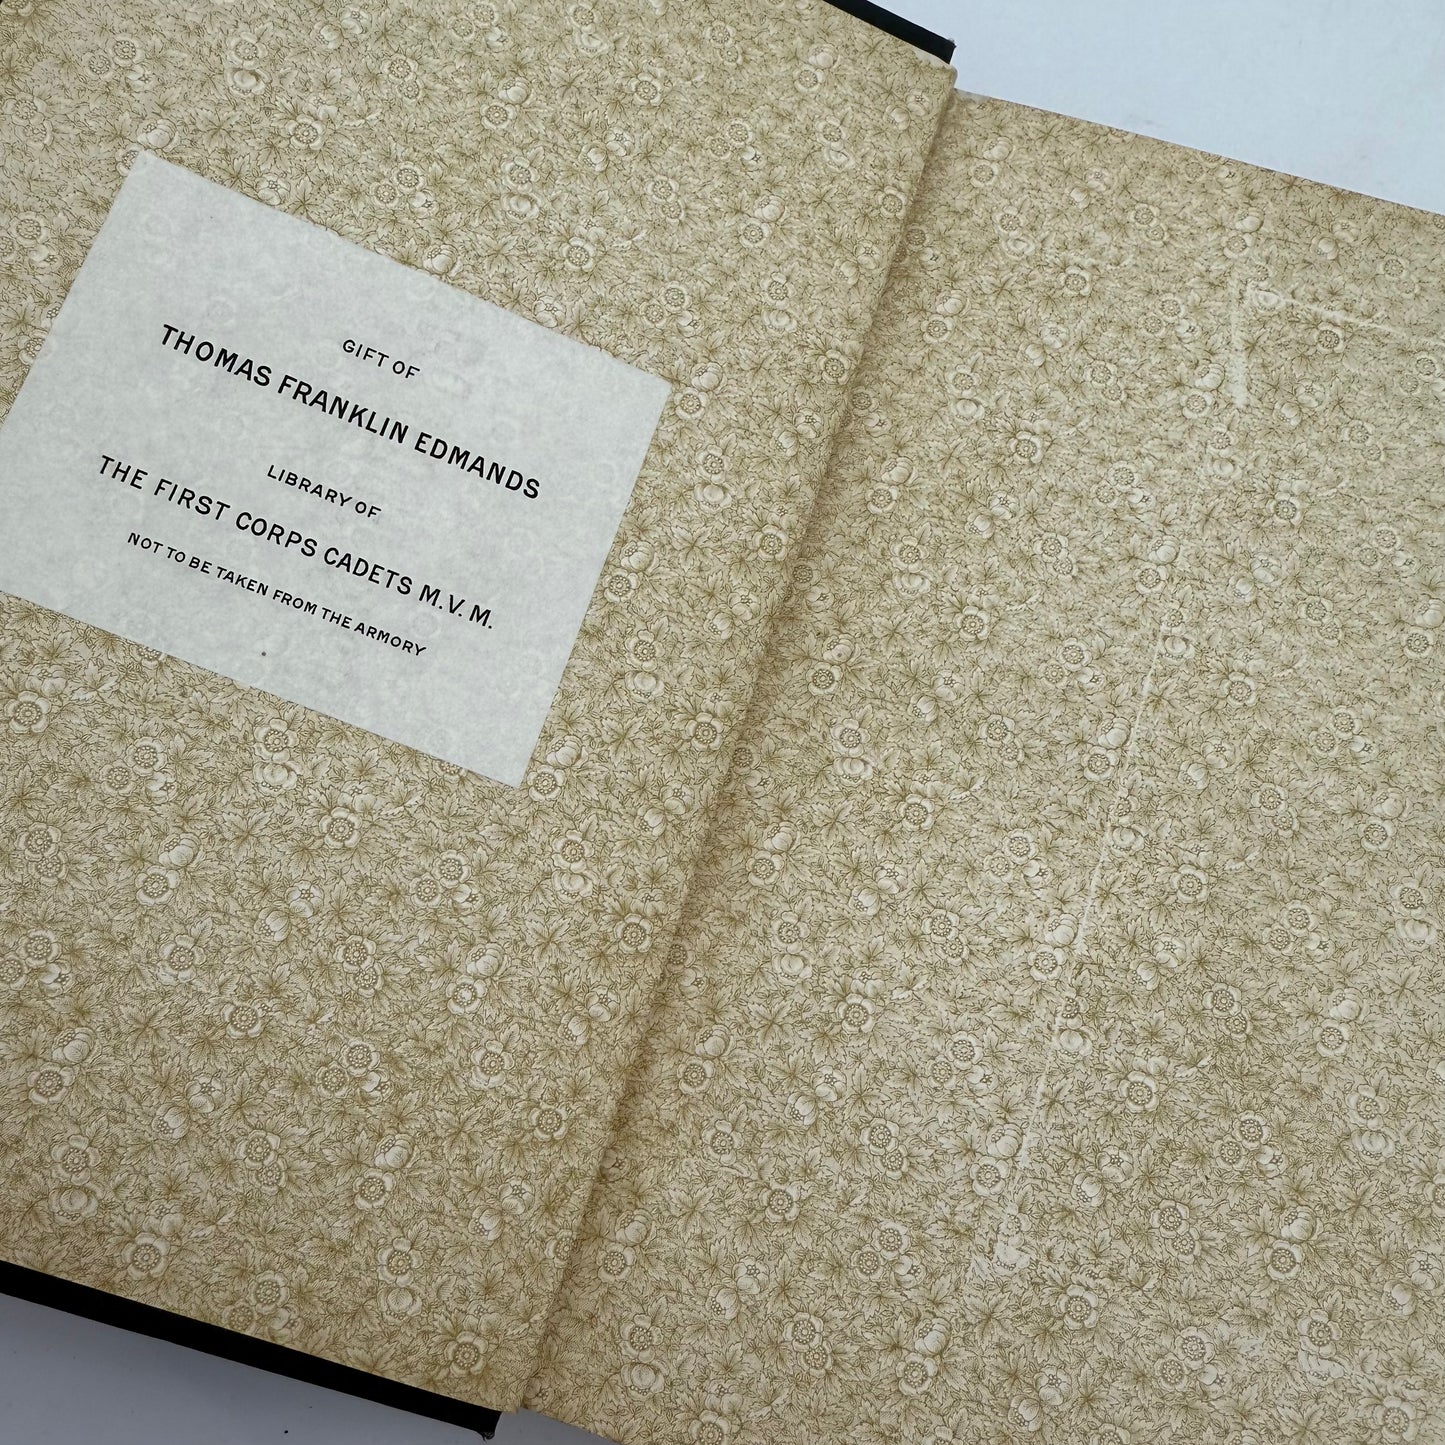 GIFT OF
THOMAS FRANKLIN EDMANDS
LIBRARY OF
THE FIRST CORPS CADETS M.V.M.
NOT TO BE TAKEN FROM THE ARMORY